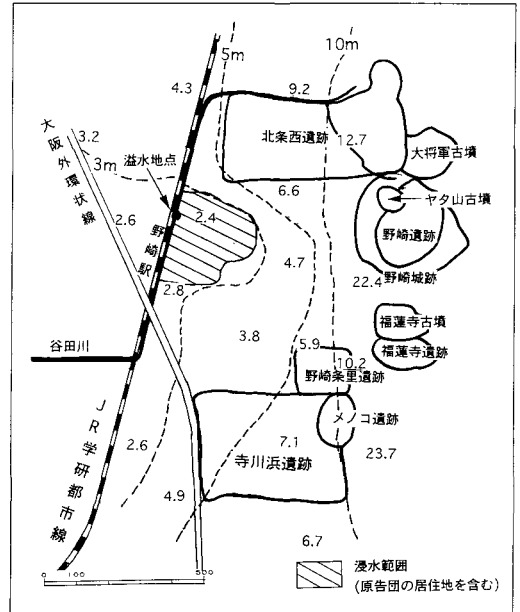 10m
5m
4.3
9.2
大阪外環状線
3.2
3m
溢水地点
北条西遺跡
12.7
大将軍古墳
6.6
ヤタ山古墳
2.6
2.4
野崎駅
野崎遺跡
4.7
野崎城跡
22.4
2.8
福蓮寺古墳
谷田川
3.8
5.9
福蓮寺遺跡
10.2
野崎条里遺跡
メノコ遺跡
JR学研都市線
2.6
7.1
23.7
寺川浜遺跡
4.9
6.7
浸水範囲
(原告団の居住地を含む)